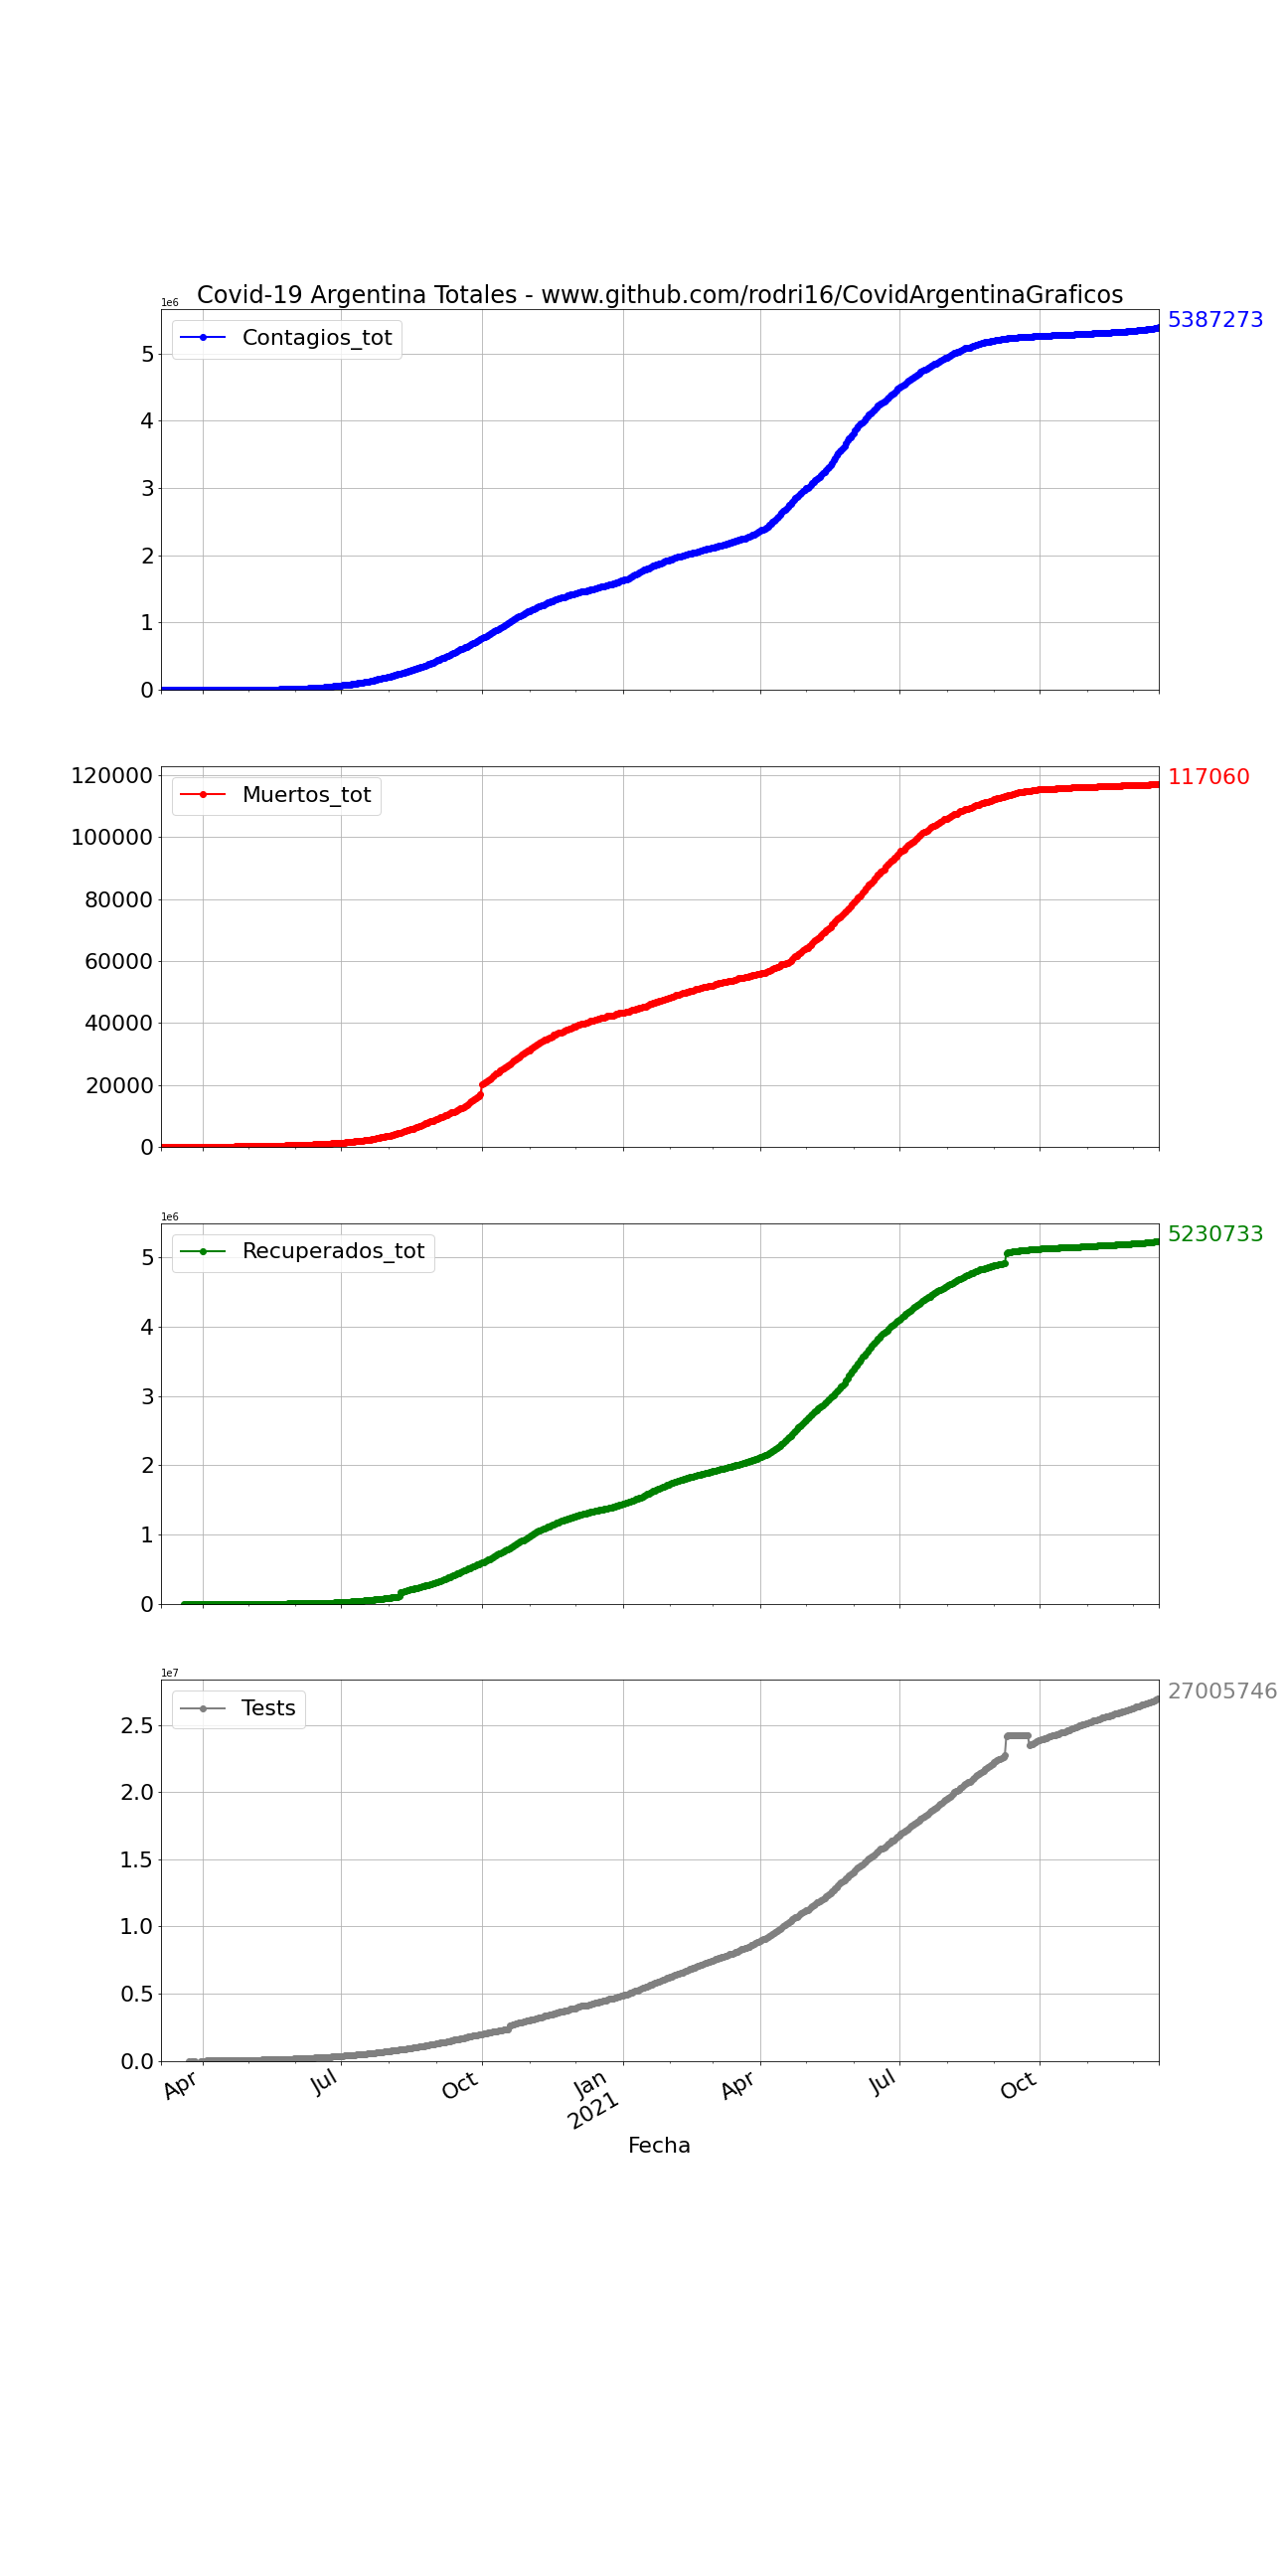 Covid-19 Argentina Totales - www.github.com/rodri16/CovidArgentinaGraficos
1e6
5387273
Contagios_tot
5
4
3
2
1
0
117060
Muertos_tot
120000
100000
80000
60000
40000
20000
0
1e6
5230733
Recuperados_tot
5
4
3
2
1
0
1e7
27005746
Tests
2.5
2.0
1.5
1.0
0.5
0.0
Apr
Jul
Oct
Jan
2021
Apr
Jul
Oct
Fecha